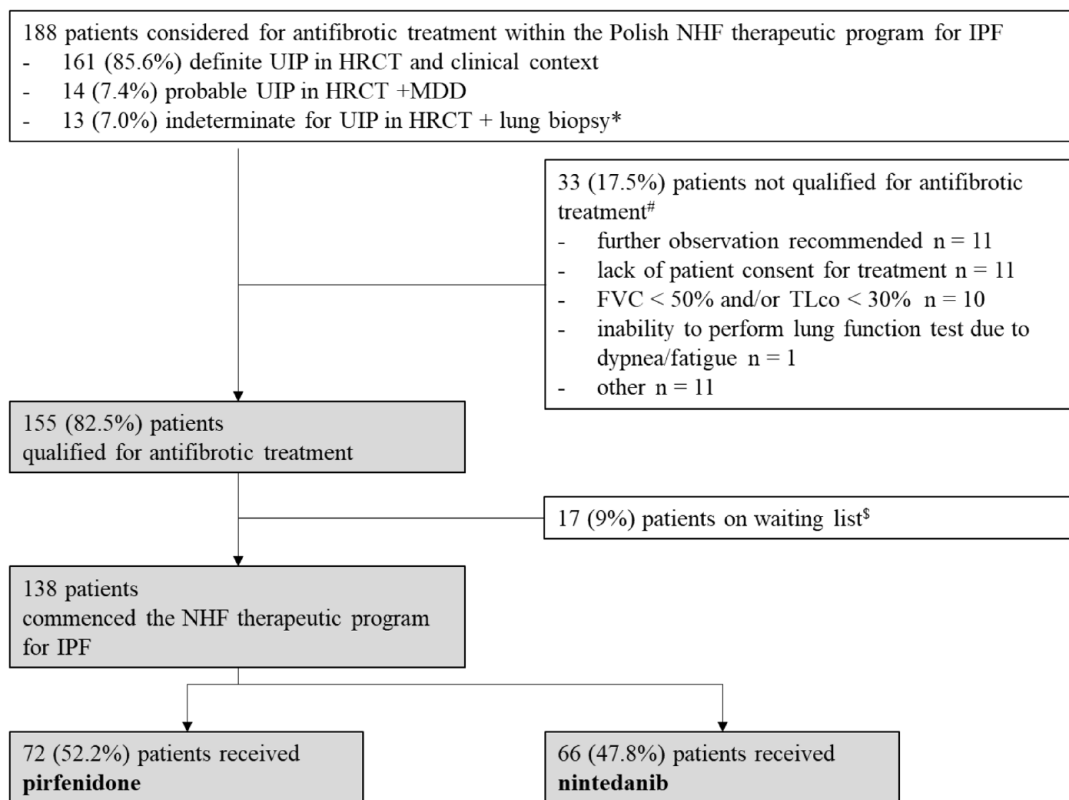 188 patients considered for antifibrotic treatment within the Polish NHF therapeutic program for IPF
- 161 (85.6%) definite UIP in HRCT and clinical context
- 14 (7.4%) probable UIP in HRCT +MDD
- 13 (7.0%) indeterminate for UIP in HRCT + lung biopsy*
33 (17.5%) patients not qualified for antifibrotic
treatment#
- further observation recommended n = 11
- lack of patient consent for treatment n = 11
- FVC < 50% and/or TLco < 30% n = 10
- inability to perform lung function test due to
dypnea/fatigue n = 1
- other n = 11
155 (82.5%) patients
qualified for antifibrotic treatment
17 (9%) patients on waiting list$
138 patients
commenced the NHF therapeutic program
for IPF
72 (52.2%) patients received
pirfenidone
66 (47.8%) patients received
nintedanib